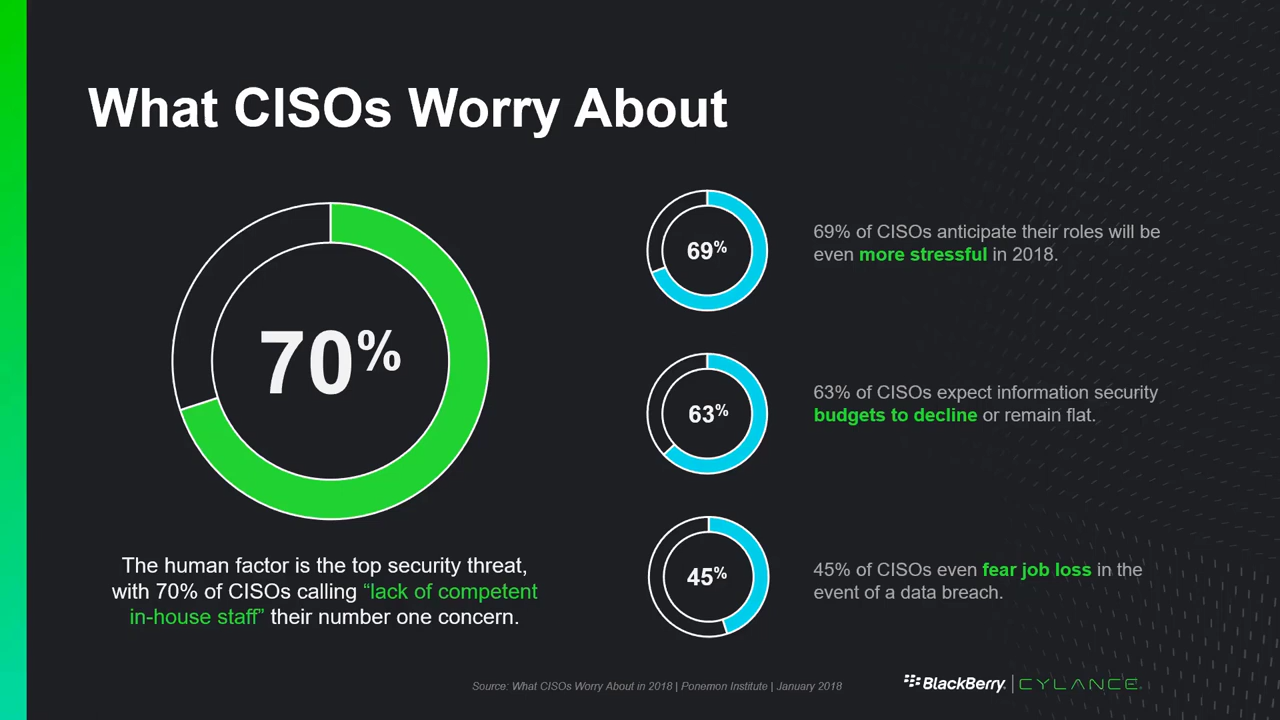 What CISOs Worry About
70%
The human factor is the top security threat,
with 70% of CISOs calling “lack of competent
in-house staff” their number one concern.
69%
69% of CISOs anticipate their roles will be
even more stressful in 2018.
63%
63% of CISOs expect information security
budgets to decline or remain flat.
45%
45% of CISOs even fear job loss in the
event of a data breach.
Source: What CISOs Worry About in 2018 | Ponemon Institute | January 2018
BlackBerry | CYLANCE